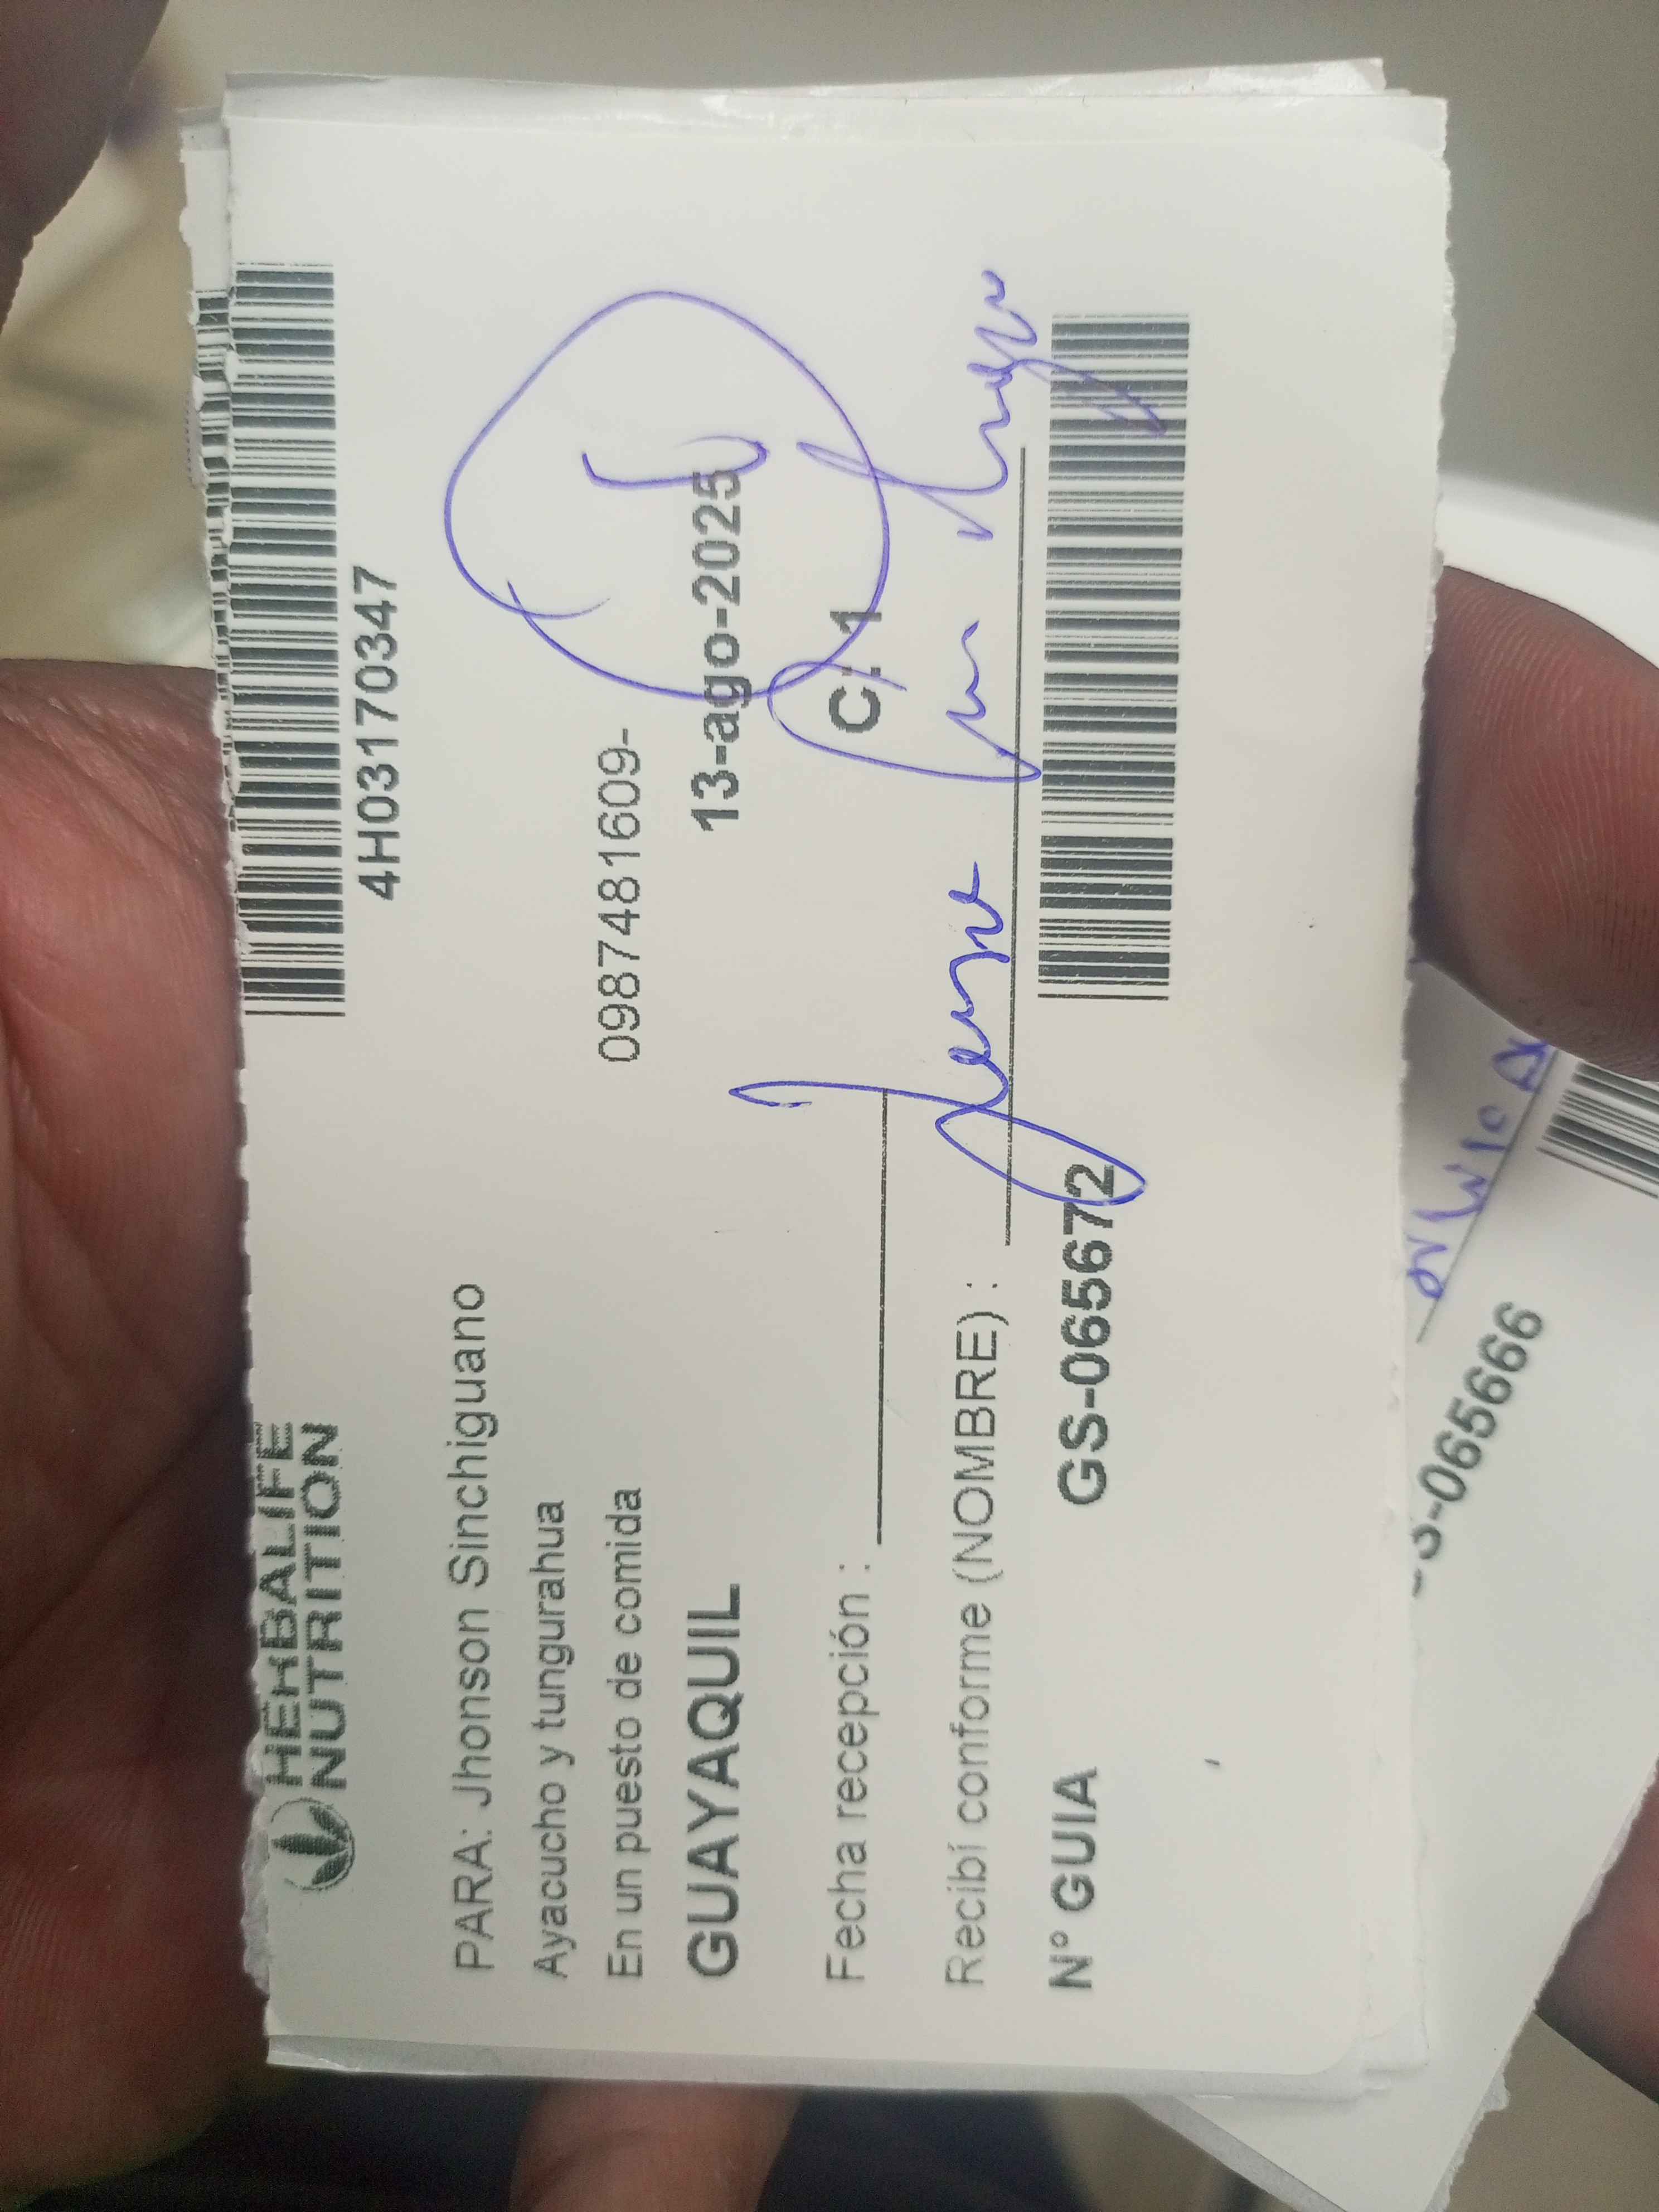 HERBALIFE
NUTRITION
4H03170347
PARA: Jhonson Sinchiguano
Ayacucho y tungurahua
En un puesto de comida
0987481609-
GUAYAQUIL
13-ago-2025
Fecha recepción :
C: 1
Recibí conforme (NOMBRE) :
Nº GUIA
GS-065672
S-065666